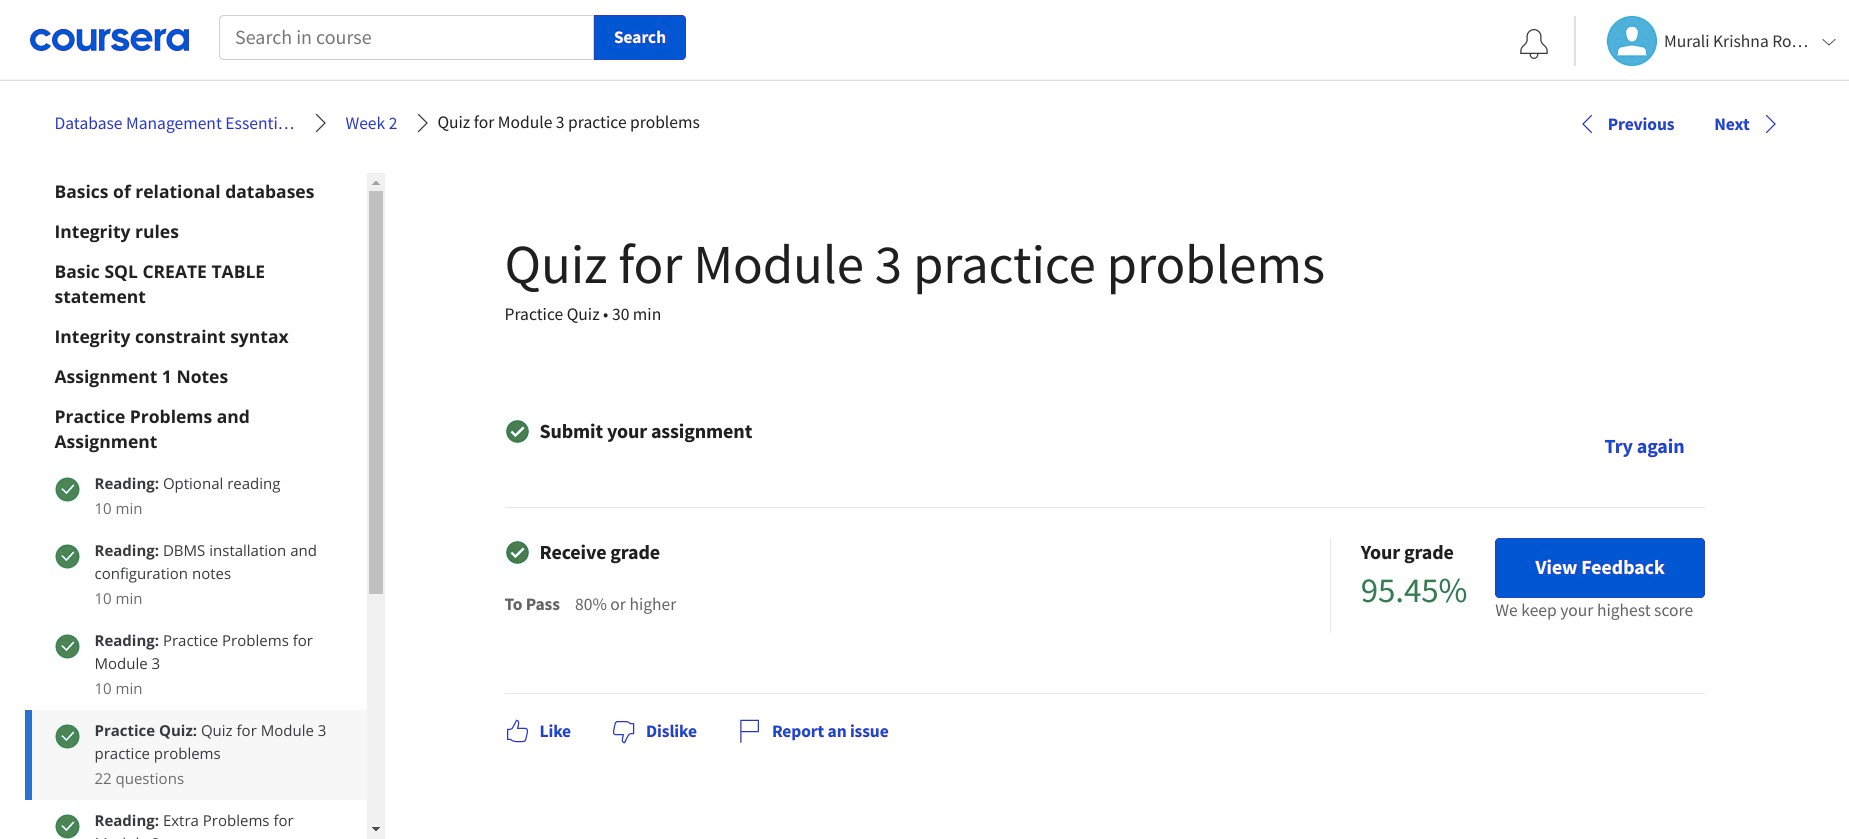 coursera
Search in course
Search
Murali Krishna Ro...
Database Management Essenti...
Week 2
Quiz for Module 3 practice problems
Previous
Next
Basics of relational databases
Integrity rules
Basic SQL CREATE TABLE
statement
Integrity constraint syntax
Assignment 1 Notes
Practice Problems and
Assignment
Reading: Optional reading
10 min
Reading: DBMS installation and
configuration notes
10 min
Reading: Practice Problems for
Module 3
10 min
Practice Quiz: Quiz for Module 3
practice problems
22 questions
Reading: Extra Problems for
Quiz for Module 3 practice problems
Practice Quiz • 30 min
Submit your assignment
Try again
Receive grade
To Pass 80% or higher
Your grade
95.45%
View Feedback
We keep your highest score
Like
Dislike
Report an issue